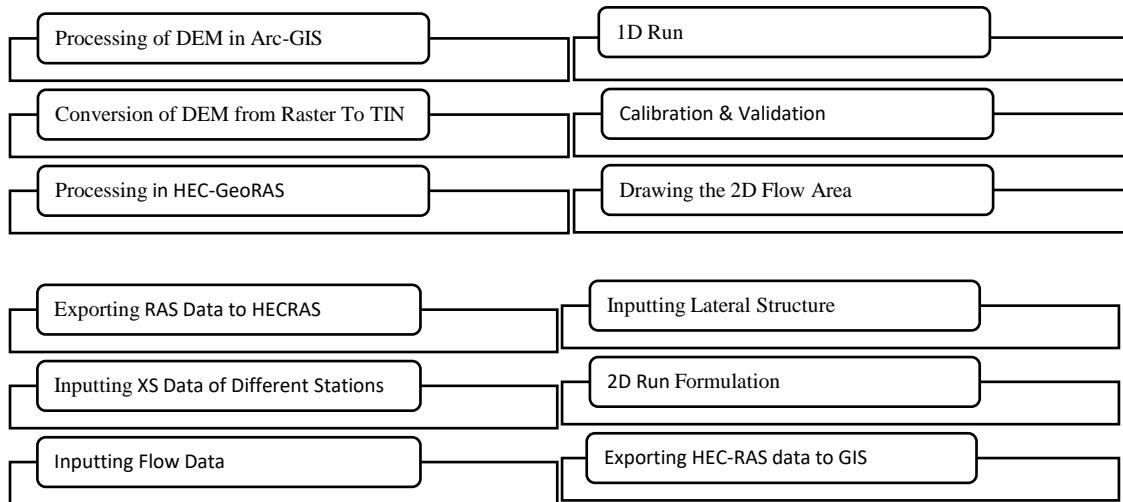 Processing of DEM in Arc-GIS
Conversion of DEM from Raster To TIN
Processing in HEC-GeoRAS
Exporting RAS Data to HECRAS
Inputting XS Data of Different Stations
Inputting Flow Data
1D Run
Calibration & Validation
Drawing the 2D Flow Area
Inputting Lateral Structure
2D Run Formulation
Exporting HEC-RAS data to GIS